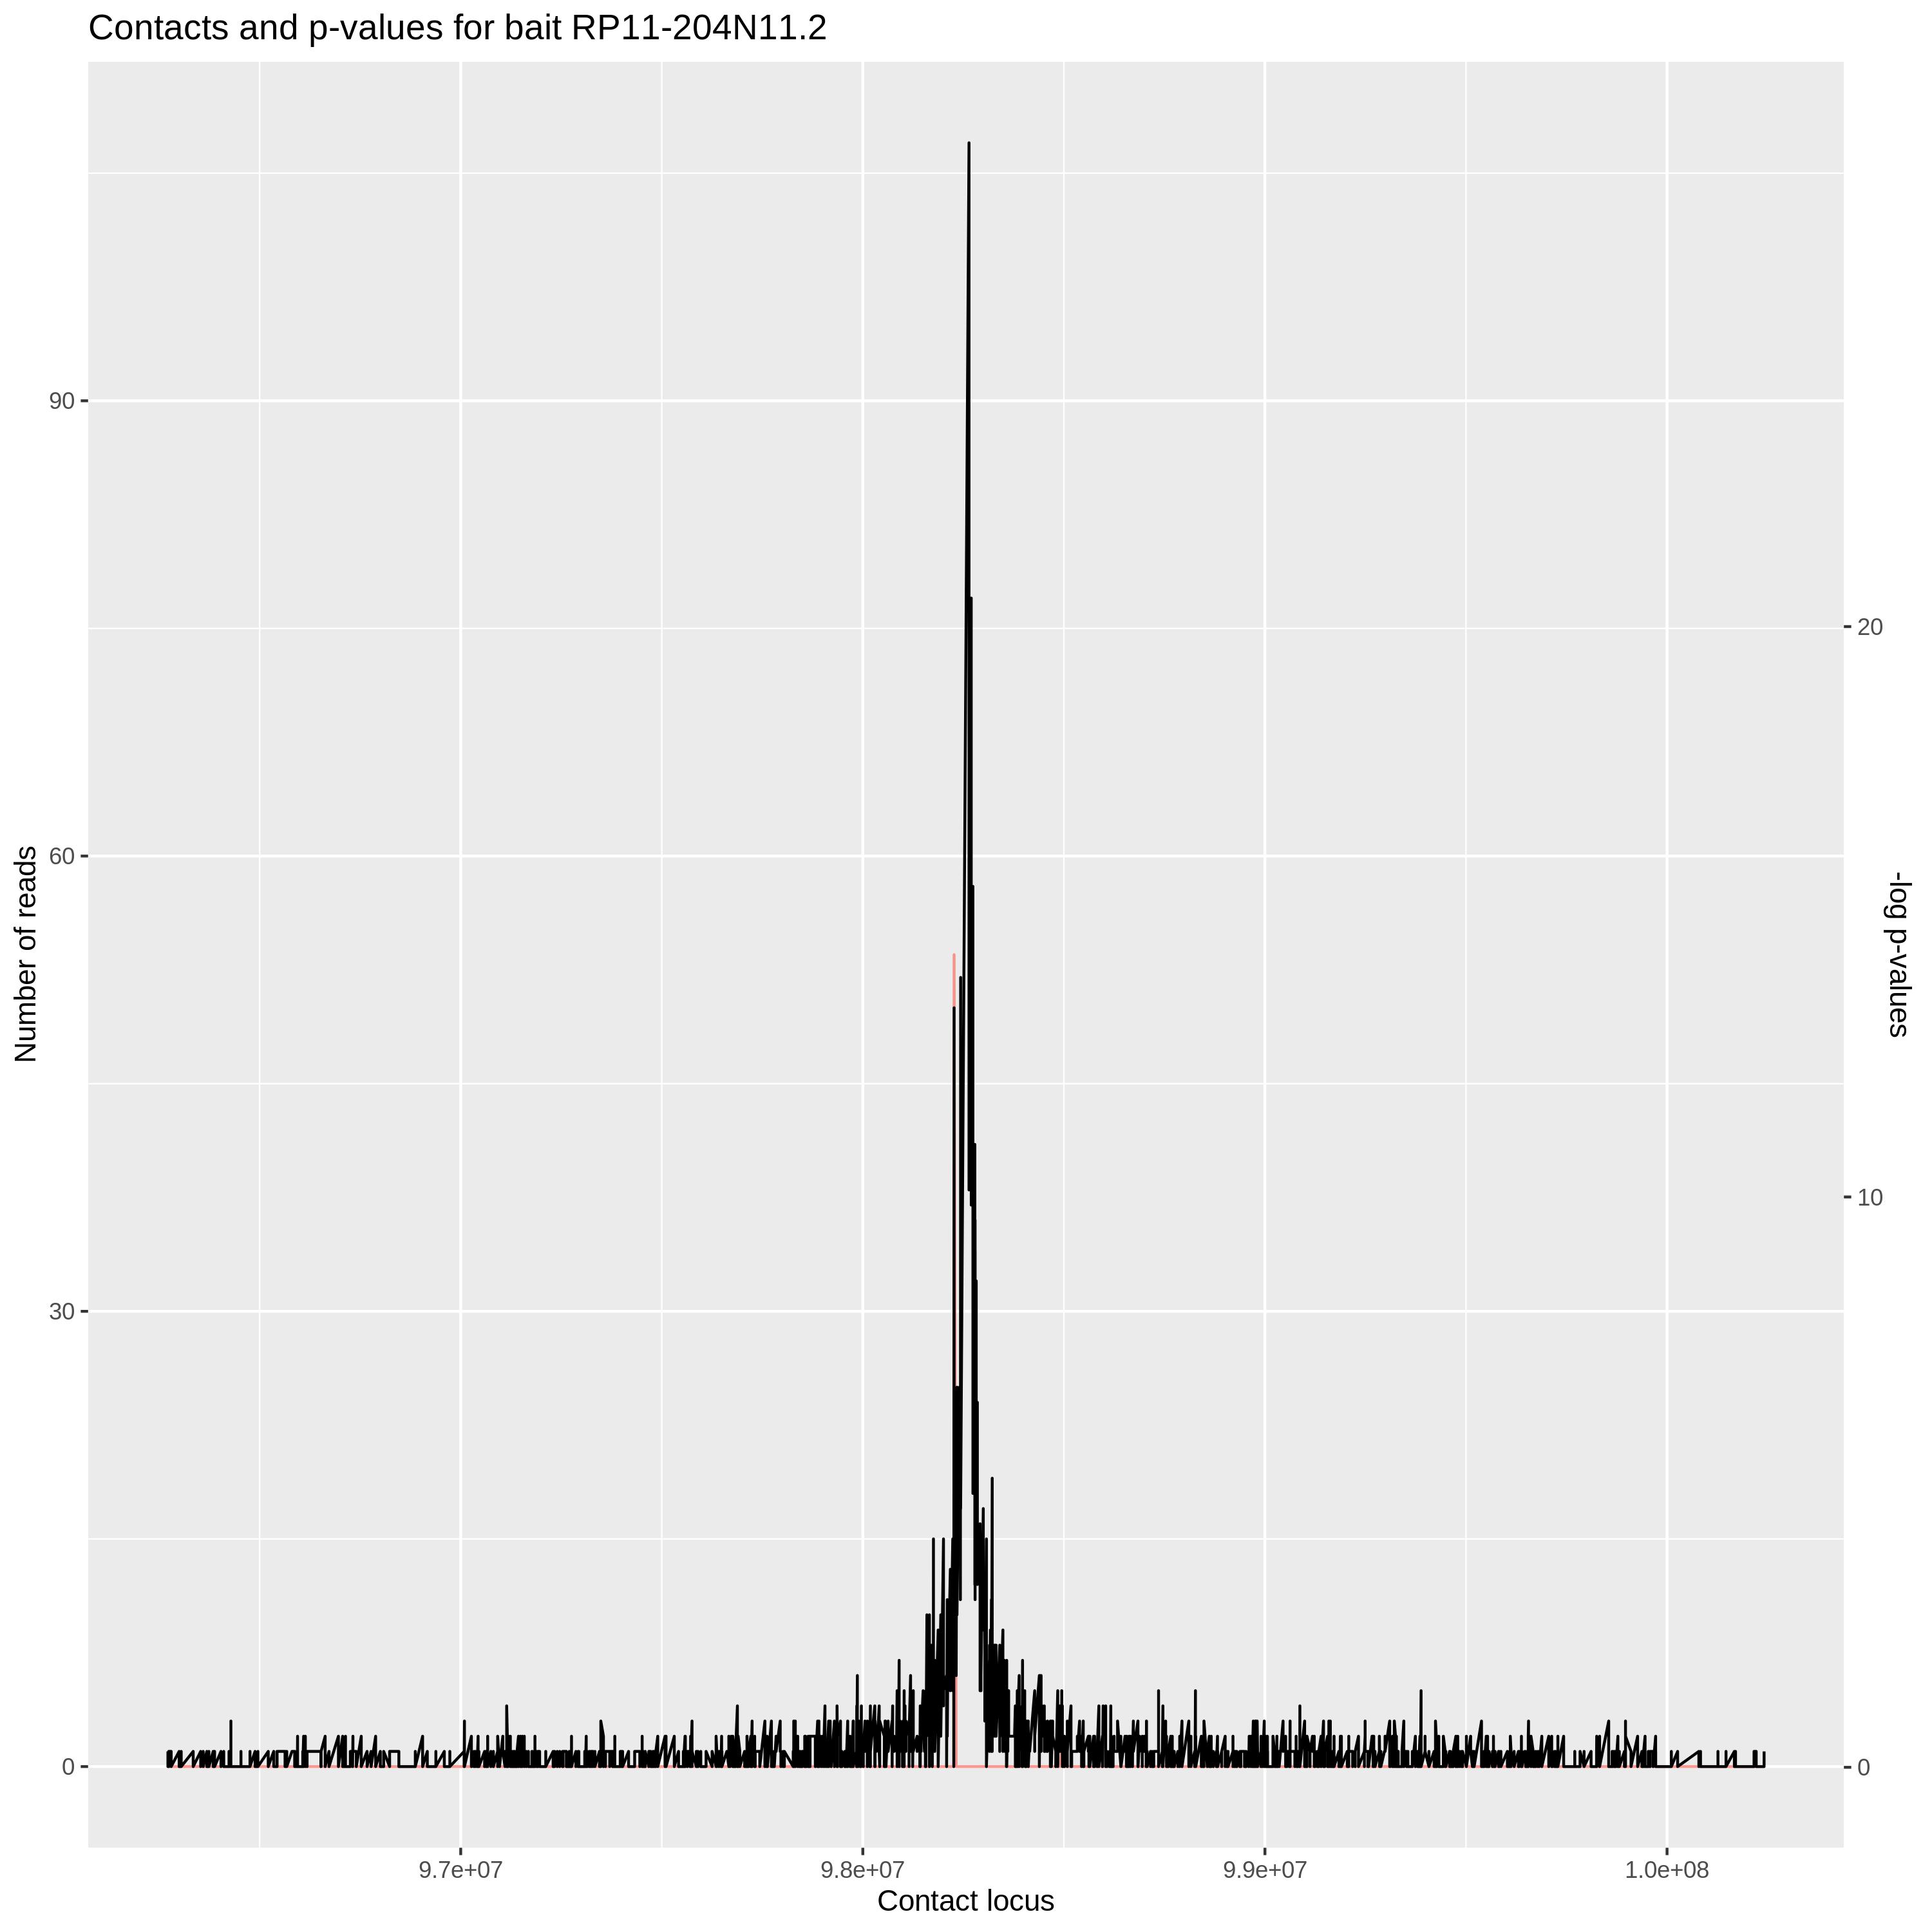 Contacts and p-values for bait RP11-204N11.2
90
60
30
0
Number of reads
20
10
0
-log p-values
9.7e+07
9.8e+07
9.9e+07
1.0e+08
Contact locus